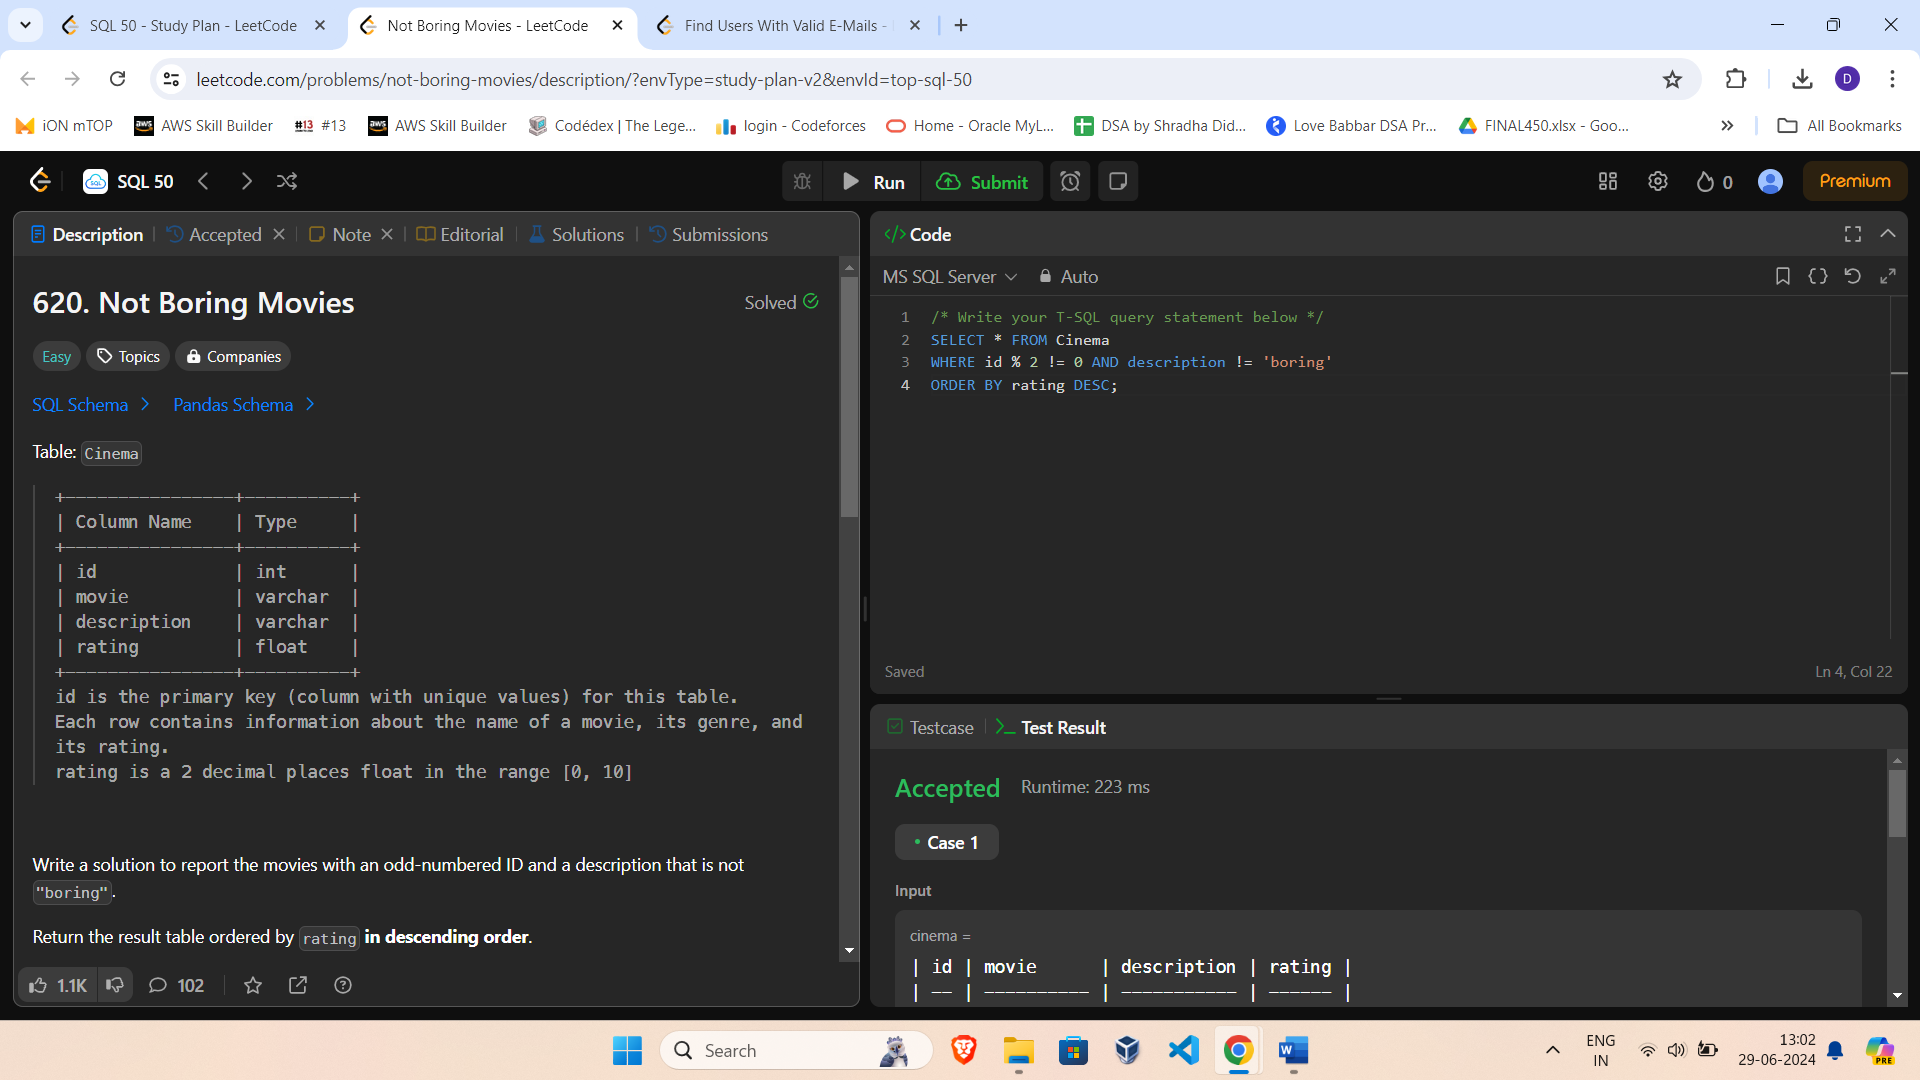 SQL 50 - Study Plan - LeetCode
Not Boring Movies - LeetCode
Find Users With Valid E-Mails -
leetcode.com/problems/not-boring-movies/description/?envType=study-plan-v2&envId=top-sql-50
D
iON mTOP
AWS Skill Builder
#13 #13
AWS Skill Builder
Codédex | The Lege...
login - Codeforces
Home - Oracle MyL...
DSA by Shradha Did...
Love Babbar DSA Pr...
FINAL450.xlsx - Goo...
All Bookmarks
SQL 50
Run
Submit
0
Premium
Description
Accepted
Note
Editorial
Solutions
Submissions
620. Not Boring Movies
Solved
Easy
Topics
Companies
SQL Schema
Pandas Schema
Table: Cinema
+----------------+----------+
| Column Name    | Type     |
+----------------+----------+
| id             | int      |
| movie          | varchar  |
| description    | varchar  |
| rating         | float    |
+----------------+----------+
id is the primary key (column with unique values) for this table.
Each row contains information about the name of a movie, its genre, and
its rating.
rating is a 2 decimal places float in the range [0, 10]
Write a solution to report the movies with an odd-numbered ID and a description that is not
"boring".
Return the result table ordered by rating in descending order.
1.1K
102
Code
MS SQL Server
Auto
1 /* Write your T-SQL query statement below */
2 SELECT * FROM Cinema
3 WHERE id % 2 != 0 AND description != 'boring'
4 ORDER BY rating DESC;
Saved
Ln 4, Col 22
Testcase
Test Result
Accepted
Runtime: 223 ms
Case 1
Input
cinema =
| id | movie      | description | rating |
| -- | ---------- | ----------- | ------ |
Search
W
PRE
ENG
IN
13:02
29-06-2024